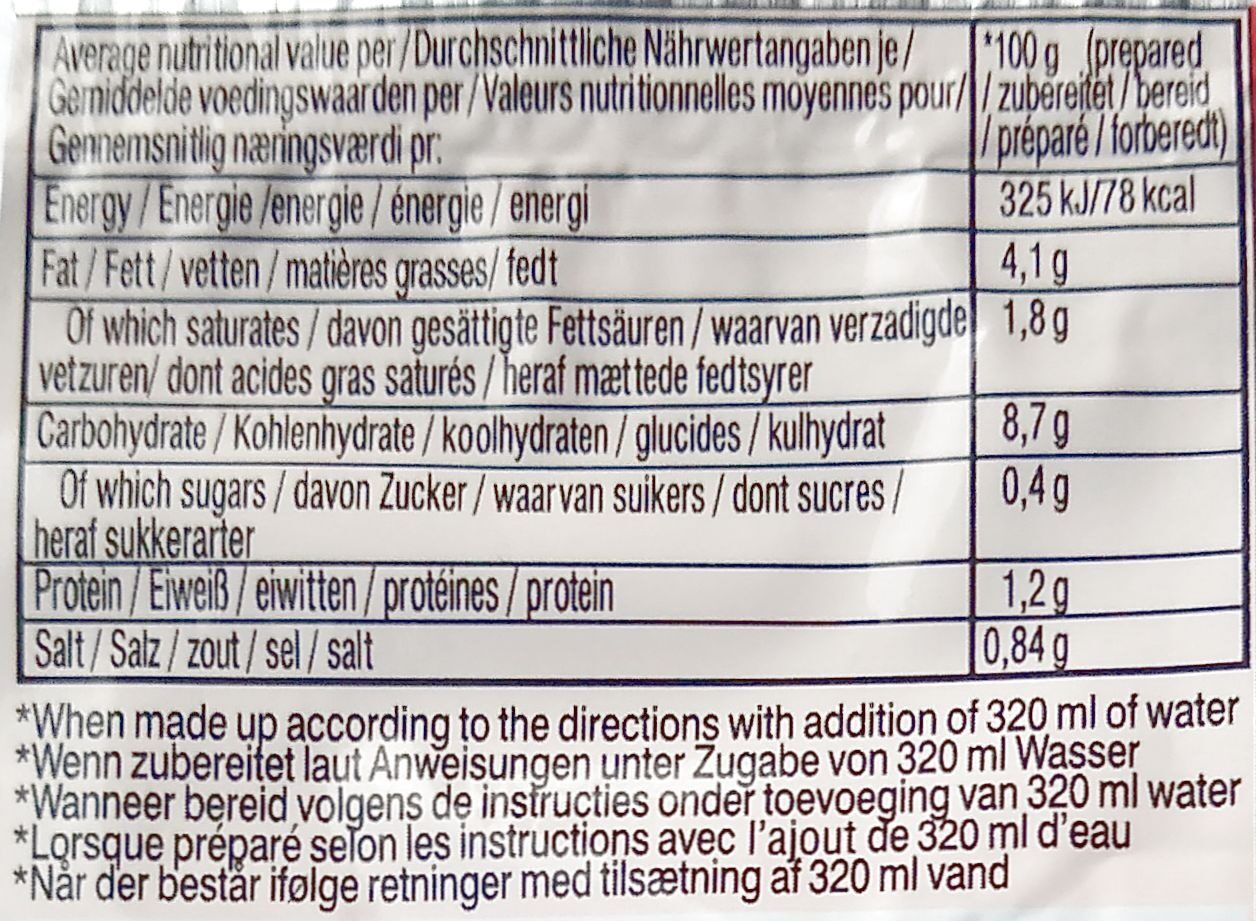 Average nutritional value per/Durchschnittliche Nährwertangaben je/ *100 g (prepared
Gemiddelde voedingswaarden per/Valeurs nutritionnelles moyennes pour/ / zubereitet / bereid
Gennemsnitlig næringsværdi pr: / préparé / forberedt)
Energy / Energie /energie / énergie / energi 325 kJ/78 kcal
Fat / Fett / vetten / matières grasses/ fedt 4,1 g
Of which saturates / davon gesättigte Fettsäuren / waarvan verzadigde 1,8 g
vetzuren/ dont acides gras saturés / heraf mættede fedtsyrer
Carbohydrate / Kohlenhydrate / koolhydraten / glucides / kulhydrat 8,7 g
Of which sugars / davon Zucker / waarvan suikers / dont sucres / 0,4 g
heraf sukkerarter
Protein / Eiweiß / eiwitten / protéines / protein 1,2 g
Salt / Salz / zout / sel / salt 0,84 g
*When made up according to the directions with addition of 320 ml of water
*Wenn zubereitet laut Anweisungen unter Zugabe von 320 ml Wasser
*Wanneer bereid volgens de instructies onder toevoeging van 320 ml water
*Lorsque préparé selon les instructions avec l'ajout de 320 ml d'eau
*Når der består ifølge retninger med tilsætning af 320 ml vand